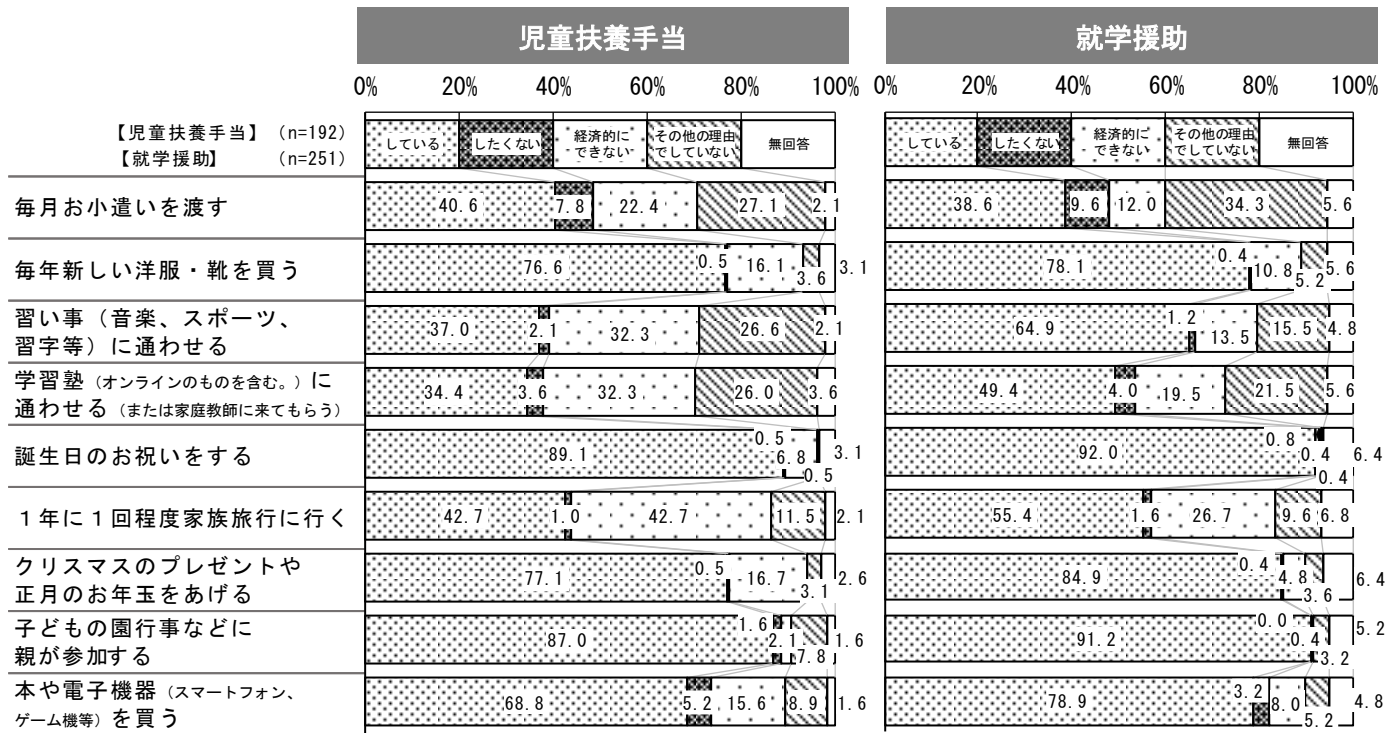 児童扶養手当
就学援助
0% 20% 40% 60% 80% 100%
0% 20% 40% 60% 80% 100%
【児童扶養手当】 (n=192)
【就学援助】 (n=251)
している したくない 経済的に できない その他の理由 でしていない 無回答
している したくない 経済的に できない その他の理由 でしていない 無回答
毎月お小遣いを渡す
40.6 7.8 22.4 27.1 2.1
38.6 9.6 12.0 34.3 5.6
毎年新しい洋服・靴を買う
76.6 0.5 16.1 3.6 3.1
78.1 0.4 10.8 5.2 5.6
習い事（音楽、スポーツ、
習字等）に通わせる
37.0 2.1 32.3 26.6 2.1
64.9 1.2 13.5 15.5 4.8
学習塾（オンラインのものを含む。）に
通わせる（または家庭教師に来てもらう）
34.4 3.6 32.3 26.0 3.6
49.4 4.0 19.5 21.5 5.6
誕生日のお祝いをする
89.1 0.5 6.8 0.5 3.1
92.0 0.8 0.4 0.4 6.4
１年に１回程度家族旅行に行く
42.7 1.0 42.7 11.5 2.1
55.4 1.6 26.7 9.6 6.8
クリスマスのプレゼントや
正月のお年玉をあげる
77.1 0.5 16.7 3.1 2.6
84.9 0.4 4.8 3.6 6.4
子どもの園行事などに
親が参加する
87.0 1.6 2.1 7.8 1.6
91.2 0.0 0.4 3.2 5.2
本や電子機器（スマートフォン、
ゲーム機等）を買う
68.8 5.2 15.6 8.9 1.6
78.9 3.2 8.0 5.2 4.8